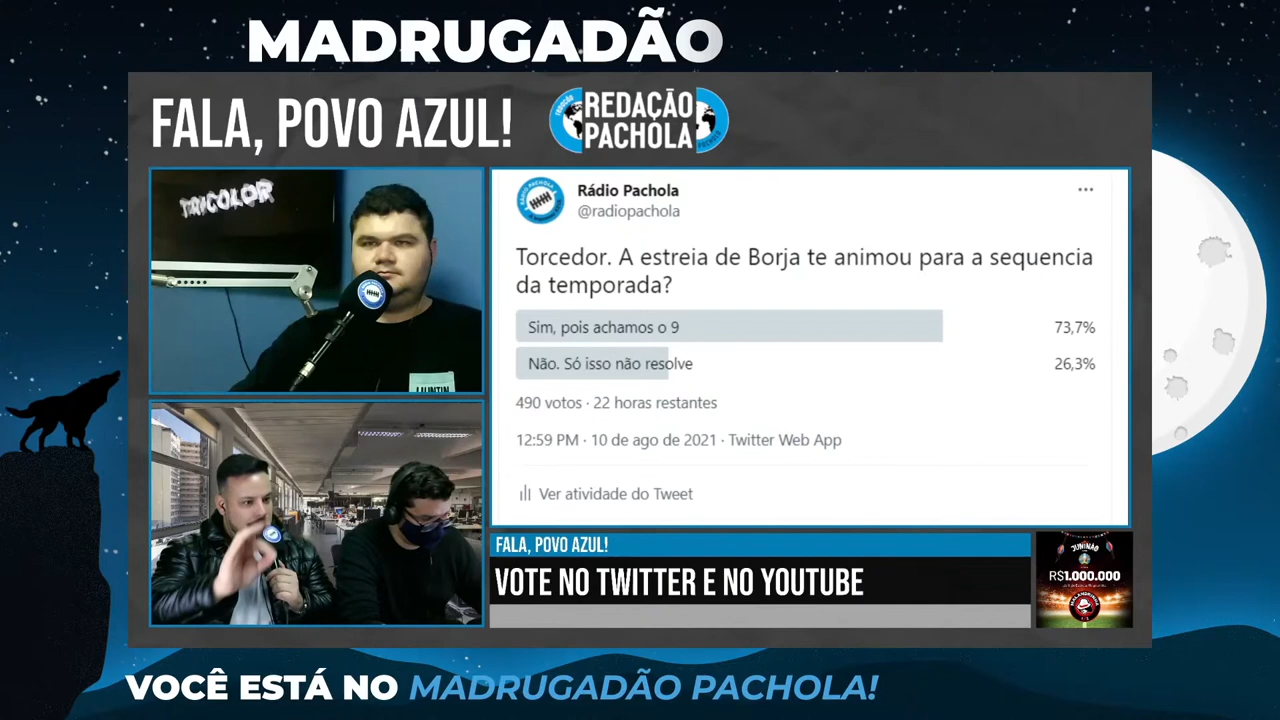 MADRUGADÃO
FALA, POVO AZUL!
REDAÇÃO
PACHOLA
TRICOLOR
Rádio Pachola
@radiopachola
Torcedor. A estreia de Borja te animou para a sequencia
da temporada?
Sim, pois achamos o 9
73,7%
Não. Só isso não resolve
26,3%
490 votos · 22 horas restantes
12:59 PM · 10 de ago de 2021 · Twitter Web App
Ver atividade do Tweet
FALA, POVO AZUL!
VOTE NO TWITTER E NO YOUTUBE
JUNINÃO
R$1.000.000
MALANDRINHA
VOCÊ ESTÁ NO MADRUGADÃO PACHOLA!